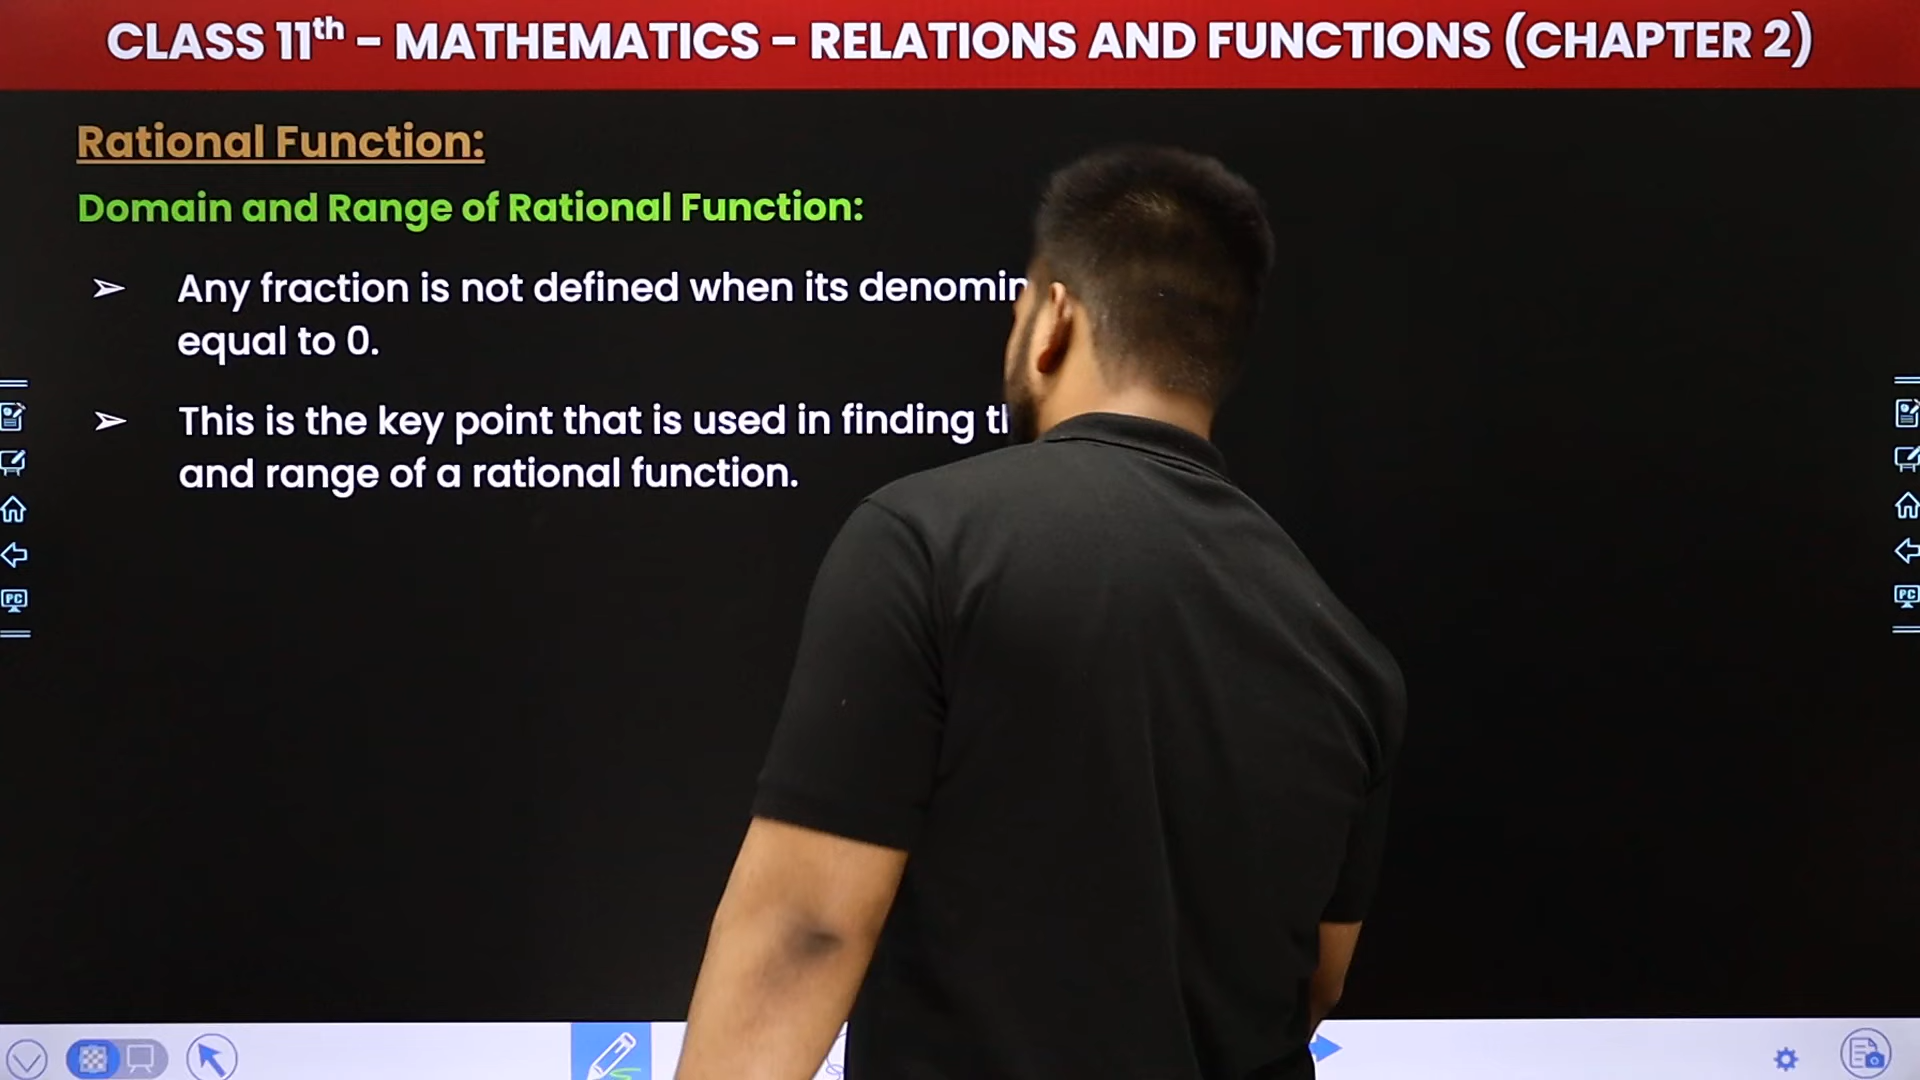 CLASS 11th - MATHEMATICS - RELATIONS AND FUNCTIONS (CHAPTER 2)
Rational Function:
Domain and Range of Rational Function:
➢ Any fraction is not defined when its
equal to 0.
➢ This is the key point that is used in finding
and range of a rational function.
PC
PC